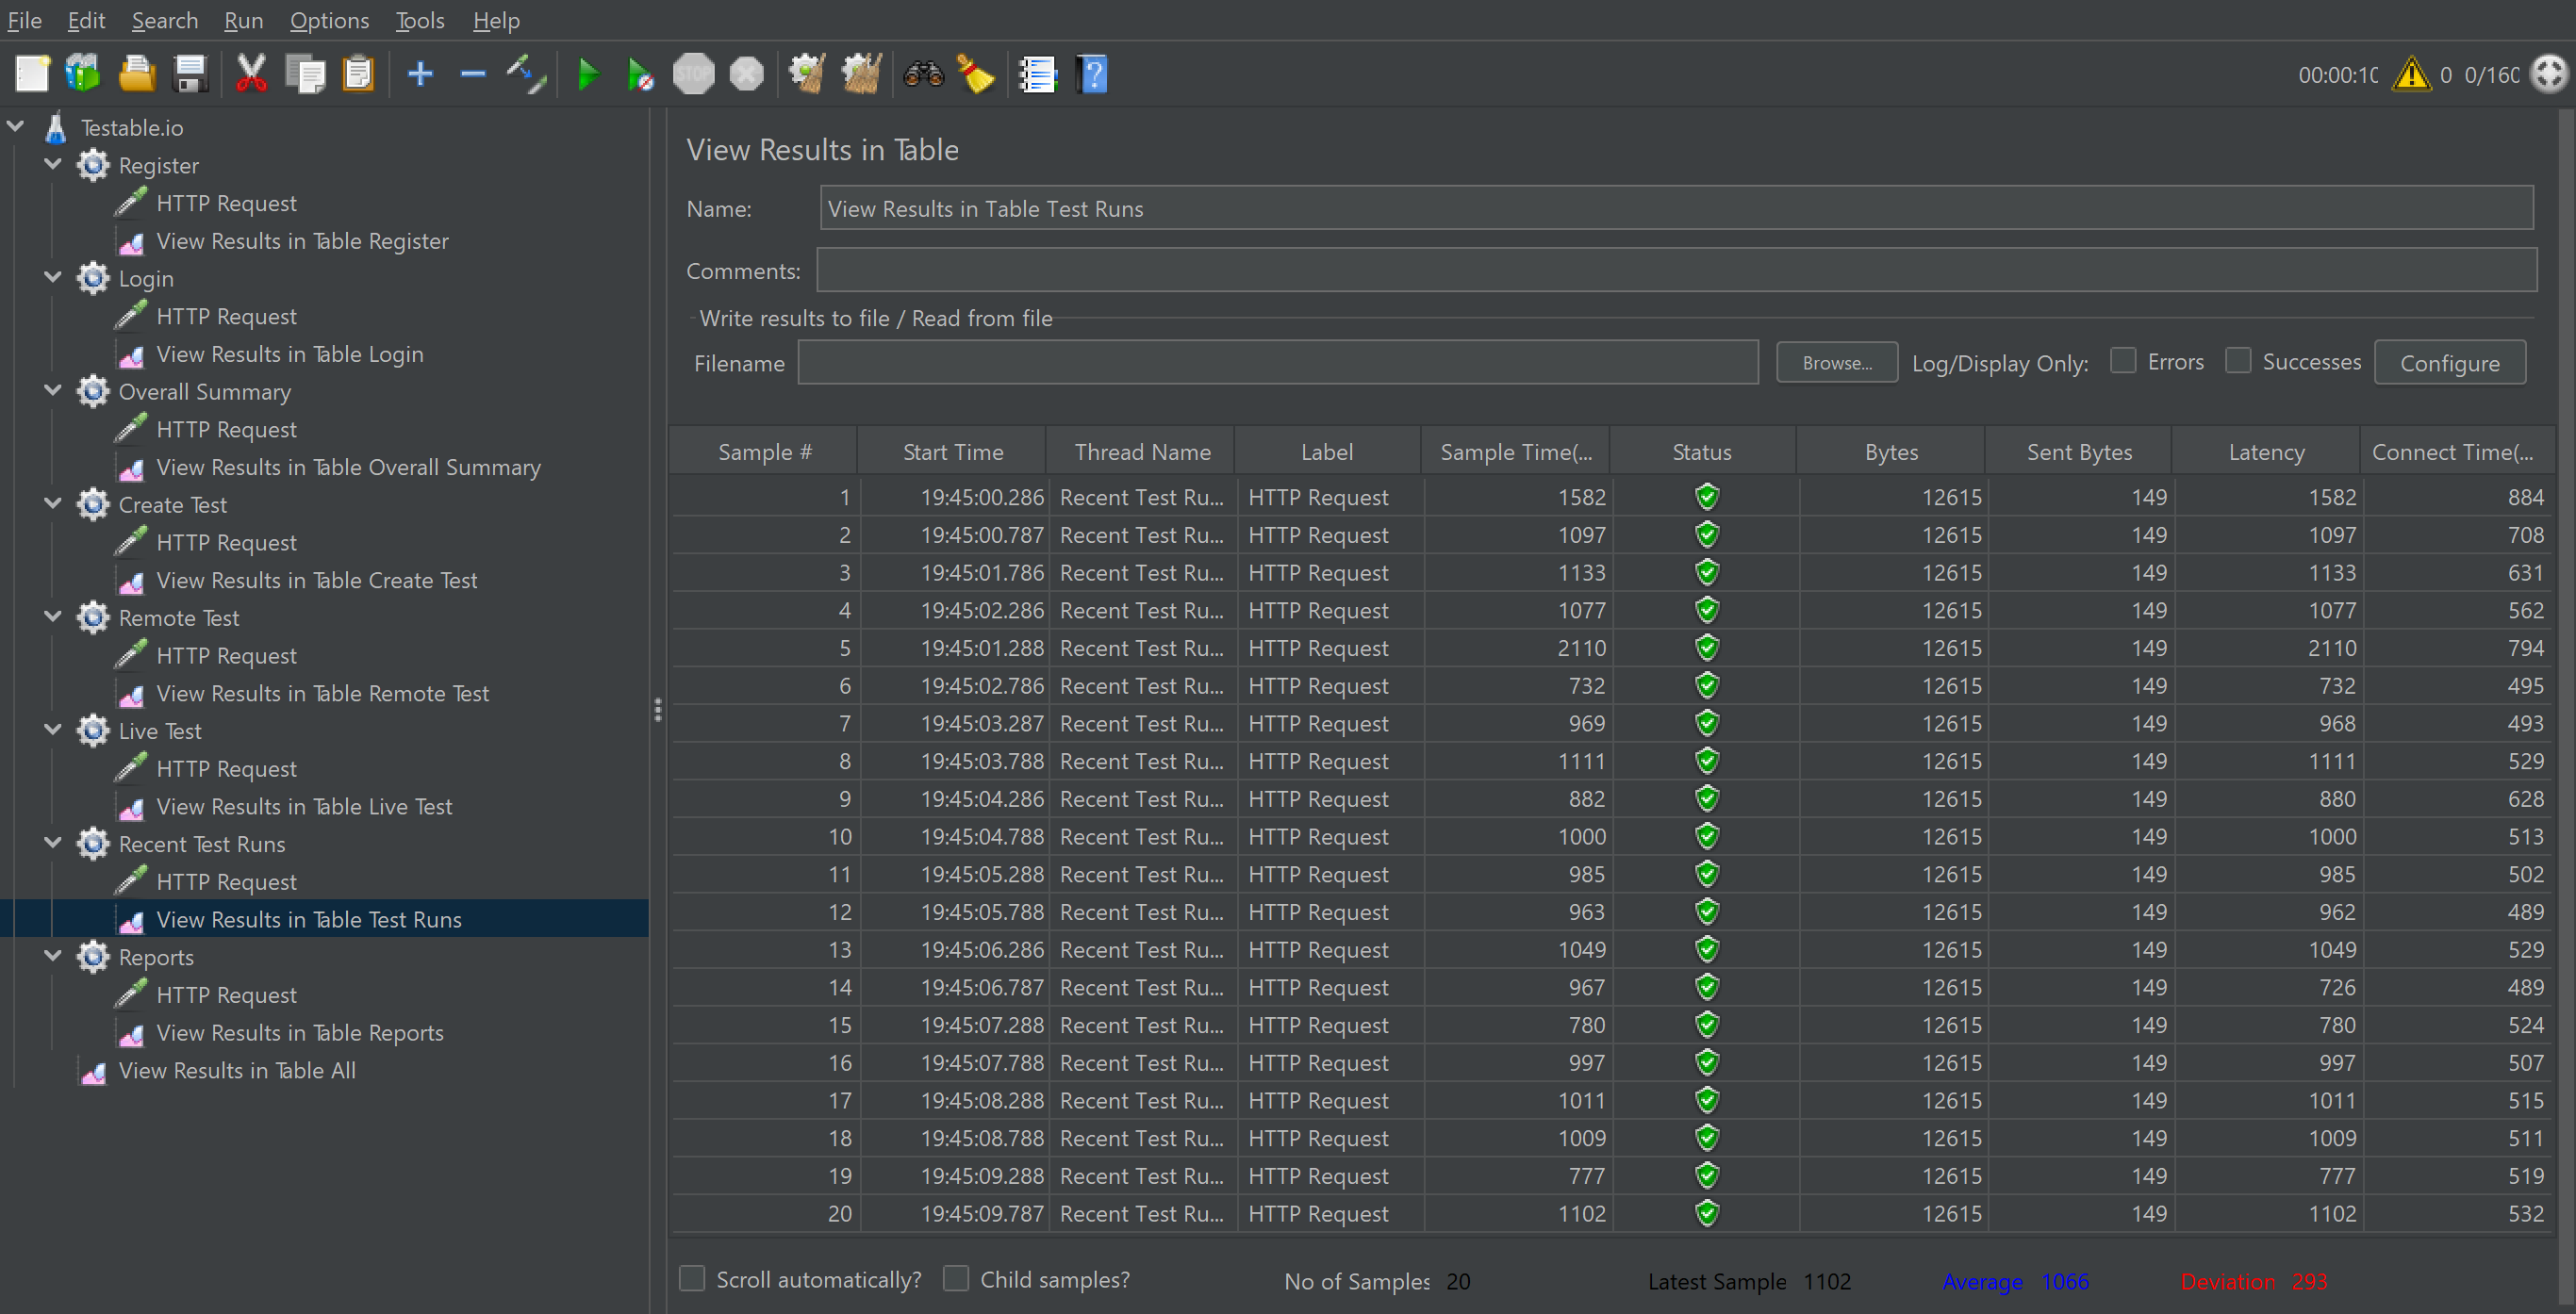 File Edit Search Run Options Tools Help
STOP
00:00:10 0 0/160
Testable.io
Register
HTTP Request
View Results in Table Register
Login
HTTP Request
View Results in Table Login
Overall Summary
HTTP Request
View Results in Table Overall Summary
Create Test
HTTP Request
View Results in Table Create Test
Remote Test
HTTP Request
View Results in Table Remote Test
Live Test
HTTP Request
View Results in Table Live Test
Recent Test Runs
HTTP Request
View Results in Table Test Runs
Reports
HTTP Request
View Results in Table Reports
View Results in Table All
View Results in Table
Name: View Results in Table Test Runs
Comments:
Write results to file / Read from file
Filename Browse... Log/Display Only: Errors Successes Configure
Sample # Start Time Thread Name Label Sample Time(... Status Bytes Sent Bytes Latency Connect Time(...
1 19:45:00.286 Recent Test Ru... HTTP Request 1582 12615 149 1582 884
2 19:45:00.787 Recent Test Ru... HTTP Request 1097 12615 149 1097 708
3 19:45:01.786 Recent Test Ru... HTTP Request 1133 12615 149 1133 631
4 19:45:02.286 Recent Test Ru... HTTP Request 1077 12615 149 1077 562
5 19:45:01.288 Recent Test Ru... HTTP Request 2110 12615 149 2110 794
6 19:45:02.786 Recent Test Ru... HTTP Request 732 12615 149 732 495
7 19:45:03.287 Recent Test Ru... HTTP Request 969 12615 149 968 493
8 19:45:03.788 Recent Test Ru... HTTP Request 1111 12615 149 1111 529
9 19:45:04.286 Recent Test Ru... HTTP Request 882 12615 149 880 628
10 19:45:04.788 Recent Test Ru... HTTP Request 1000 12615 149 1000 513
11 19:45:05.288 Recent Test Ru... HTTP Request 985 12615 149 985 502
12 19:45:05.788 Recent Test Ru... HTTP Request 963 12615 149 962 489
13 19:45:06.286 Recent Test Ru... HTTP Request 1049 12615 149 1049 529
14 19:45:06.787 Recent Test Ru... HTTP Request 967 12615 149 726 489
15 19:45:07.288 Recent Test Ru... HTTP Request 780 12615 149 780 524
16 19:45:07.788 Recent Test Ru... HTTP Request 997 12615 149 997 507
17 19:45:08.288 Recent Test Ru... HTTP Request 1011 12615 149 1011 515
18 19:45:08.788 Recent Test Ru... HTTP Request 1009 12615 149 1009 511
19 19:45:09.288 Recent Test Ru... HTTP Request 777 12615 149 777 519
20 19:45:09.787 Recent Test Ru... HTTP Request 1102 12615 149 1102 532
Scroll automatically? Child samples? No of Samples 20 Latest Sample 1102 Average 1066 Deviation 293